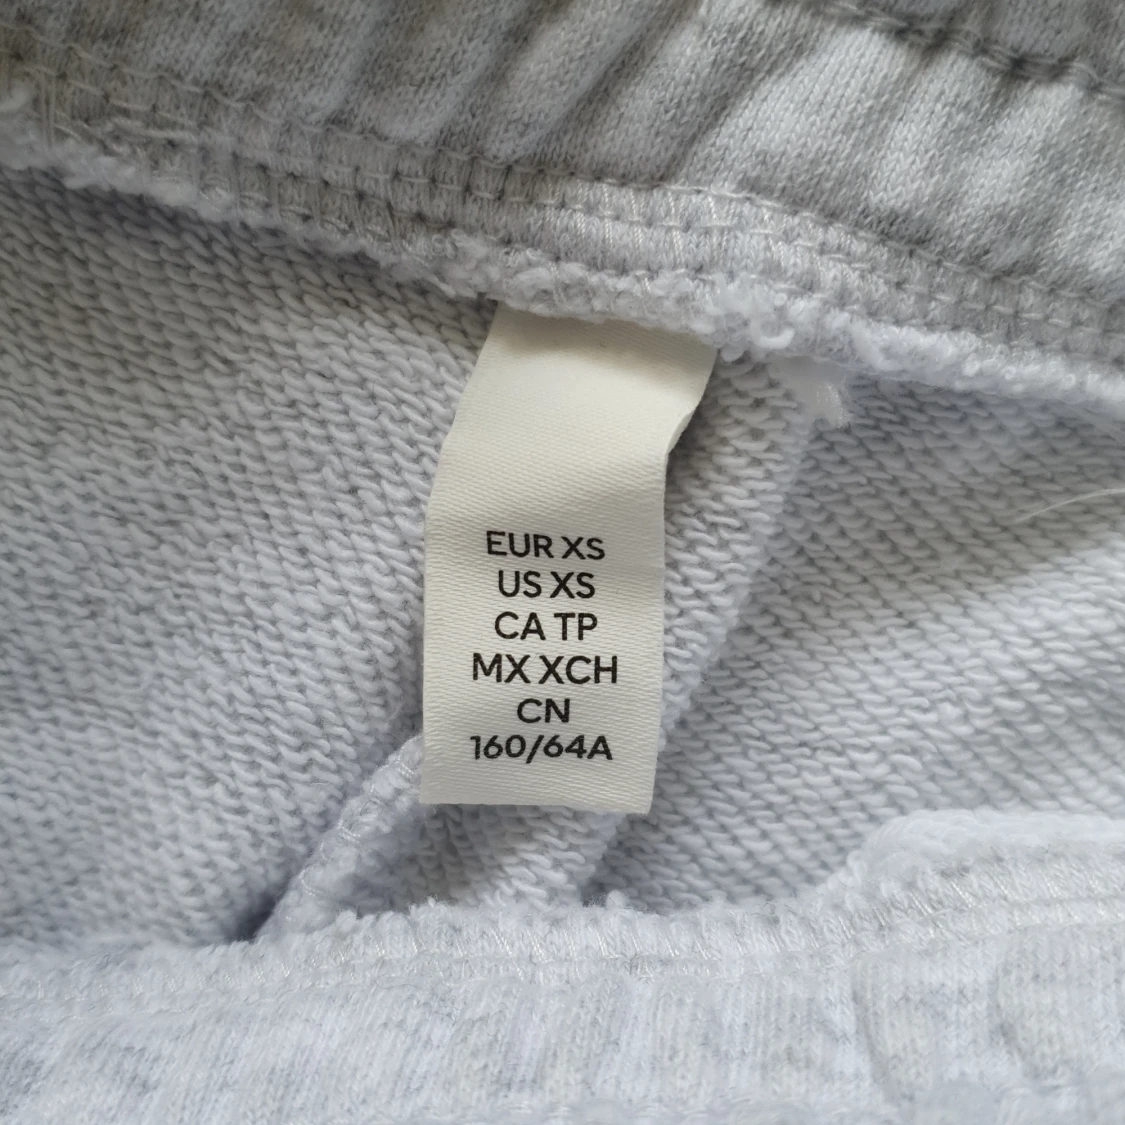 EUR XS
US XS
CA TP
MX XCH
CN
160/64A